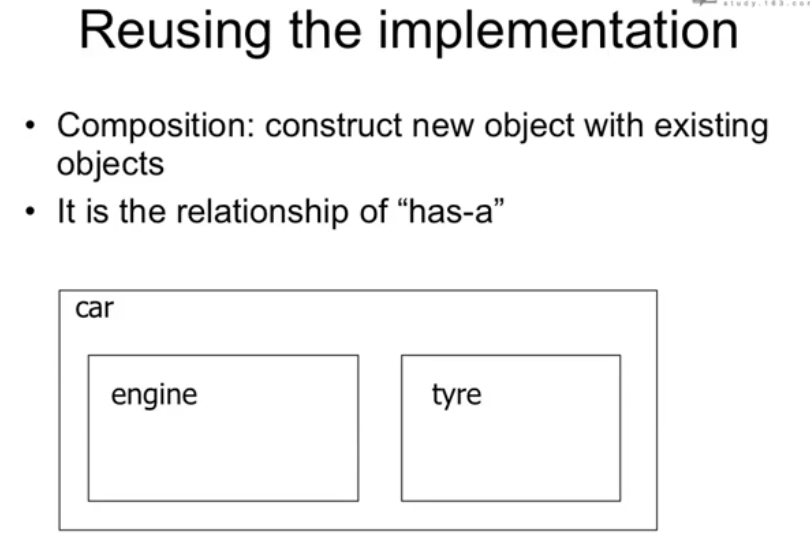 Reusing the implementation
• Composition: construct new object with existing
objects
• It is the relationship of “has-a”
car
engine
tyre